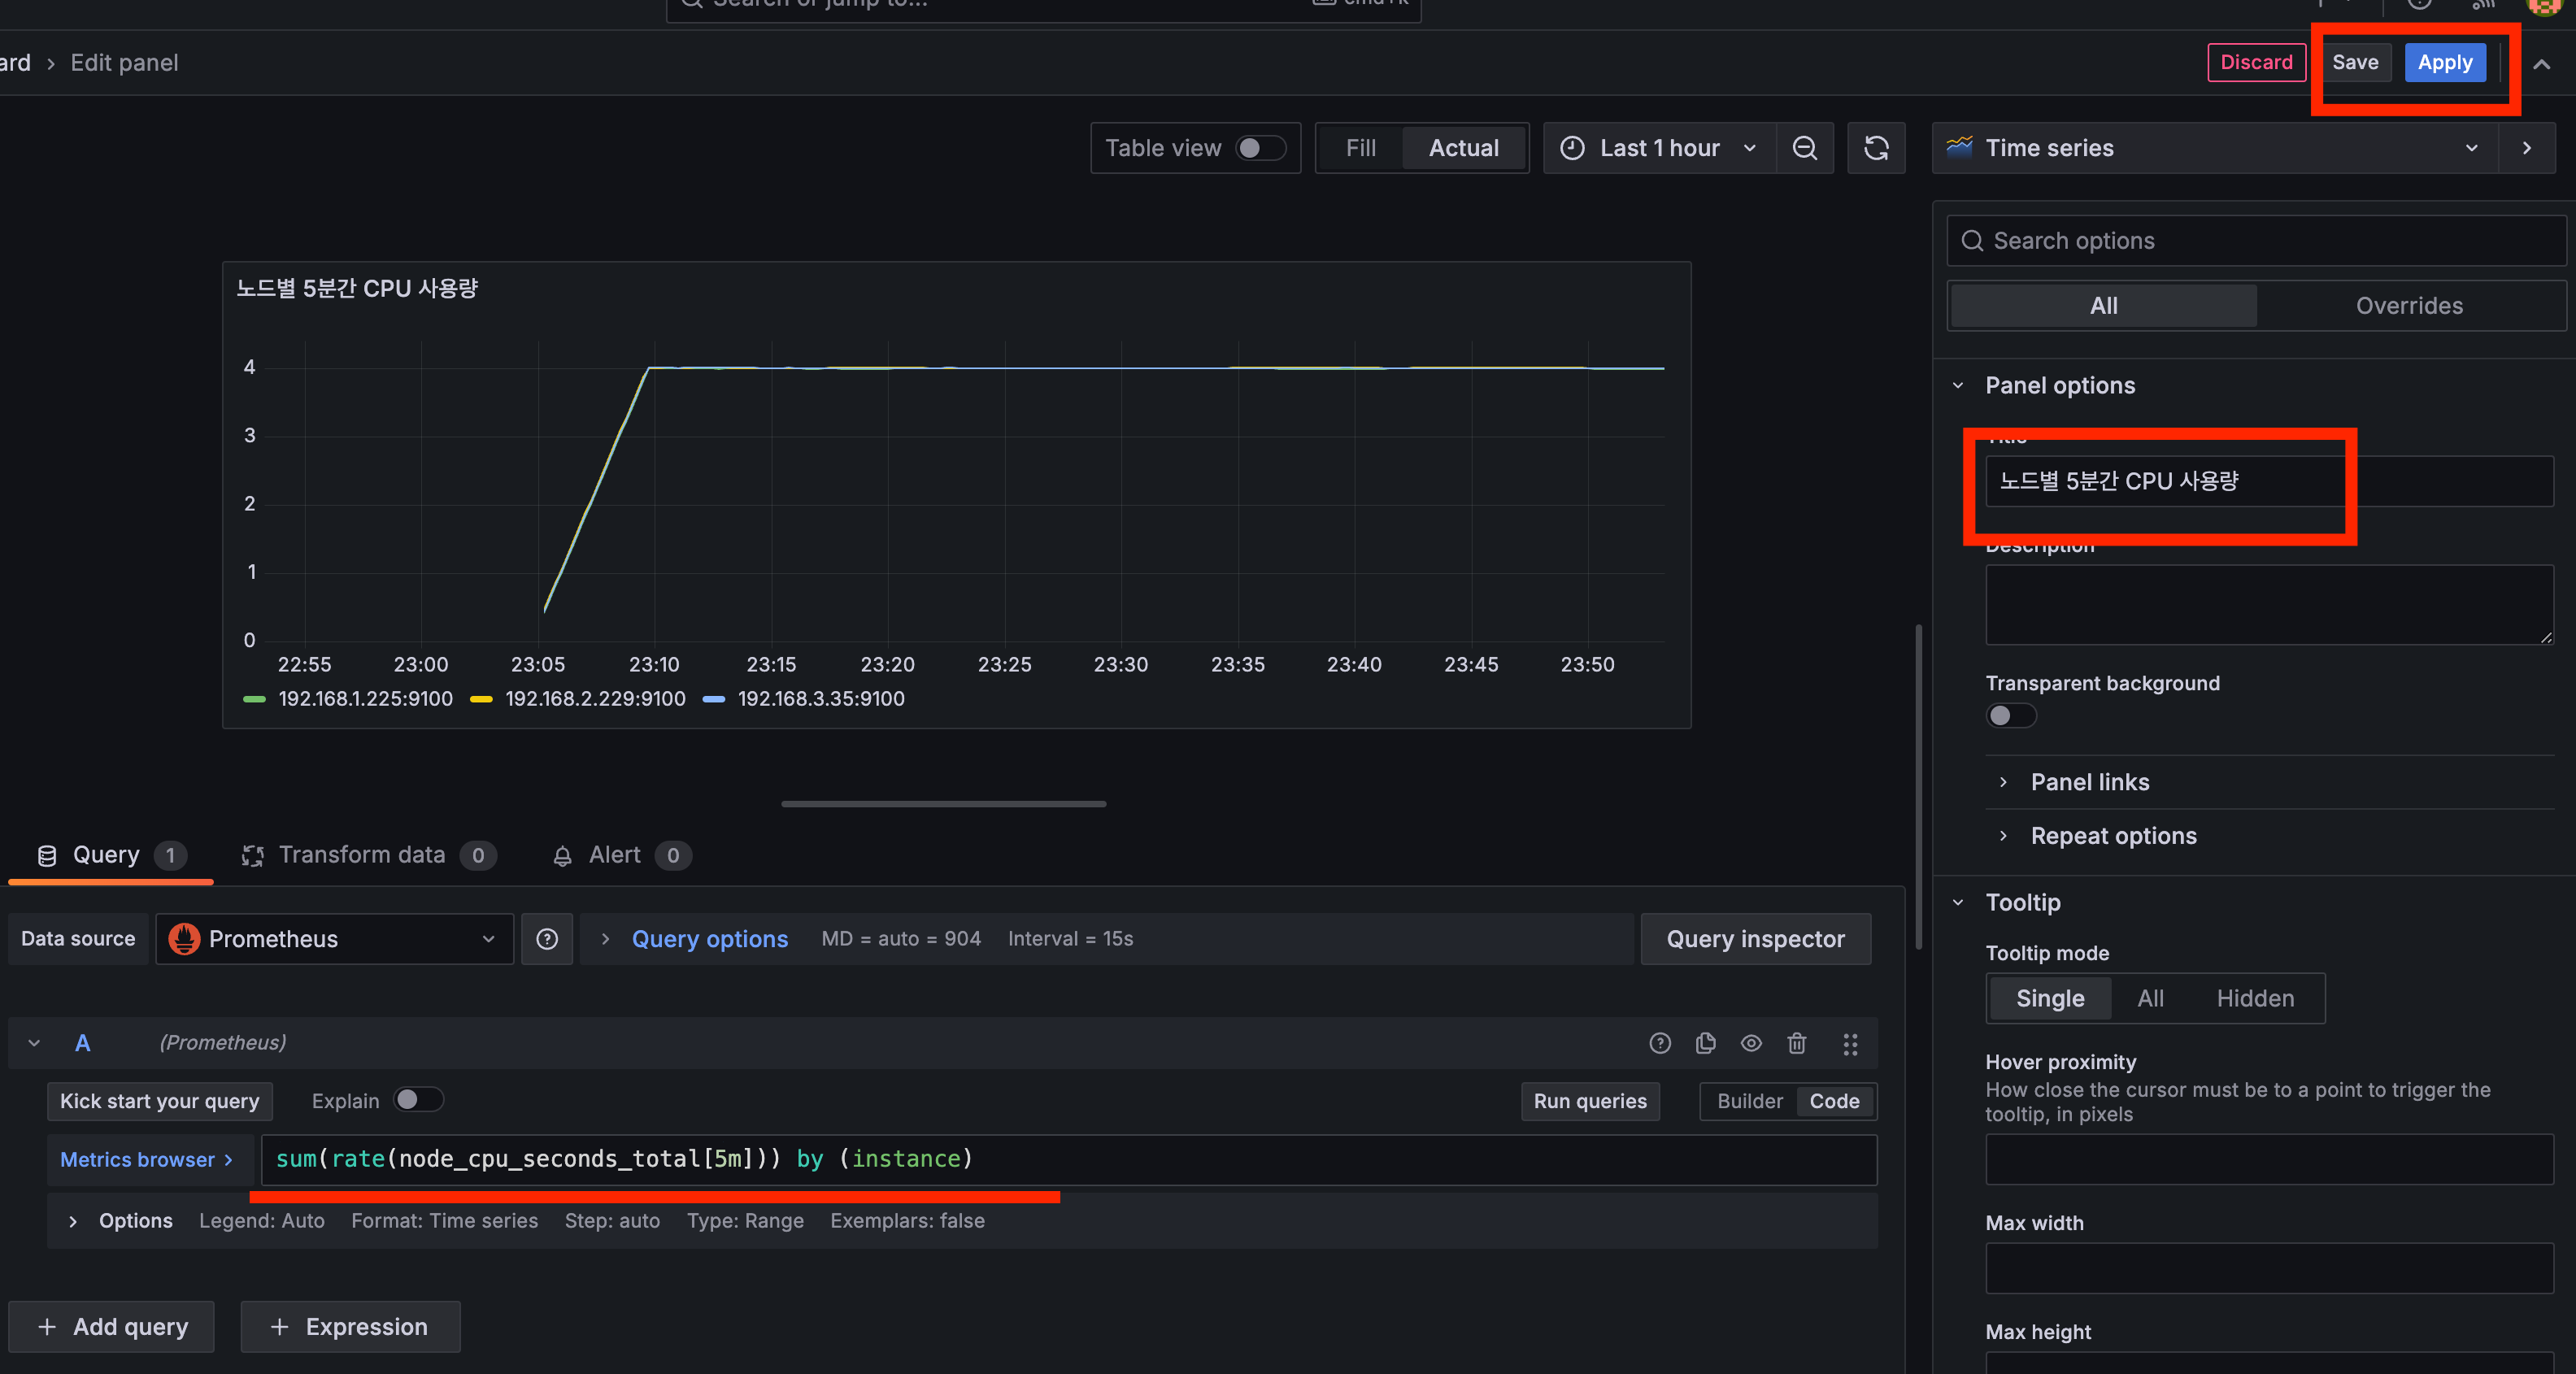 Search or jump to...
cmd+k
ard > Edit panel
Discard
Save
Apply
Table view
Fill
Actual
Last 1 hour
Time series
Search options
All
Overrides
노드별 5분간 CPU 사용량
4
3
2
1
0
22:55 23:00 23:05 23:10 23:15 23:20 23:25 23:30 23:35 23:40 23:45 23:50
192.168.1.225:9100 192.168.2.229:9100 192.168.3.35:9100
Panel options
Title
노드별 5분간 CPU 사용량
Description
Transparent background
Panel links
Repeat options
Tooltip
Tooltip mode
Single All Hidden
Hover proximity
How close the cursor must be to a point to trigger the
tooltip, in pixels
Max width
Max height
Query 1
Transform data 0
Alert 0
Data source
Prometheus
Query options MD = auto = 904 Interval = 15s
Query inspector
A (Prometheus)
Kick start your query
Explain
Run queries
Builder Code
Metrics browser >
sum(rate(node_cpu_seconds_total[5m])) by (instance)
Options Legend: Auto Format: Time series Step: auto Type: Range Exemplars: false
+ Add query
+ Expression